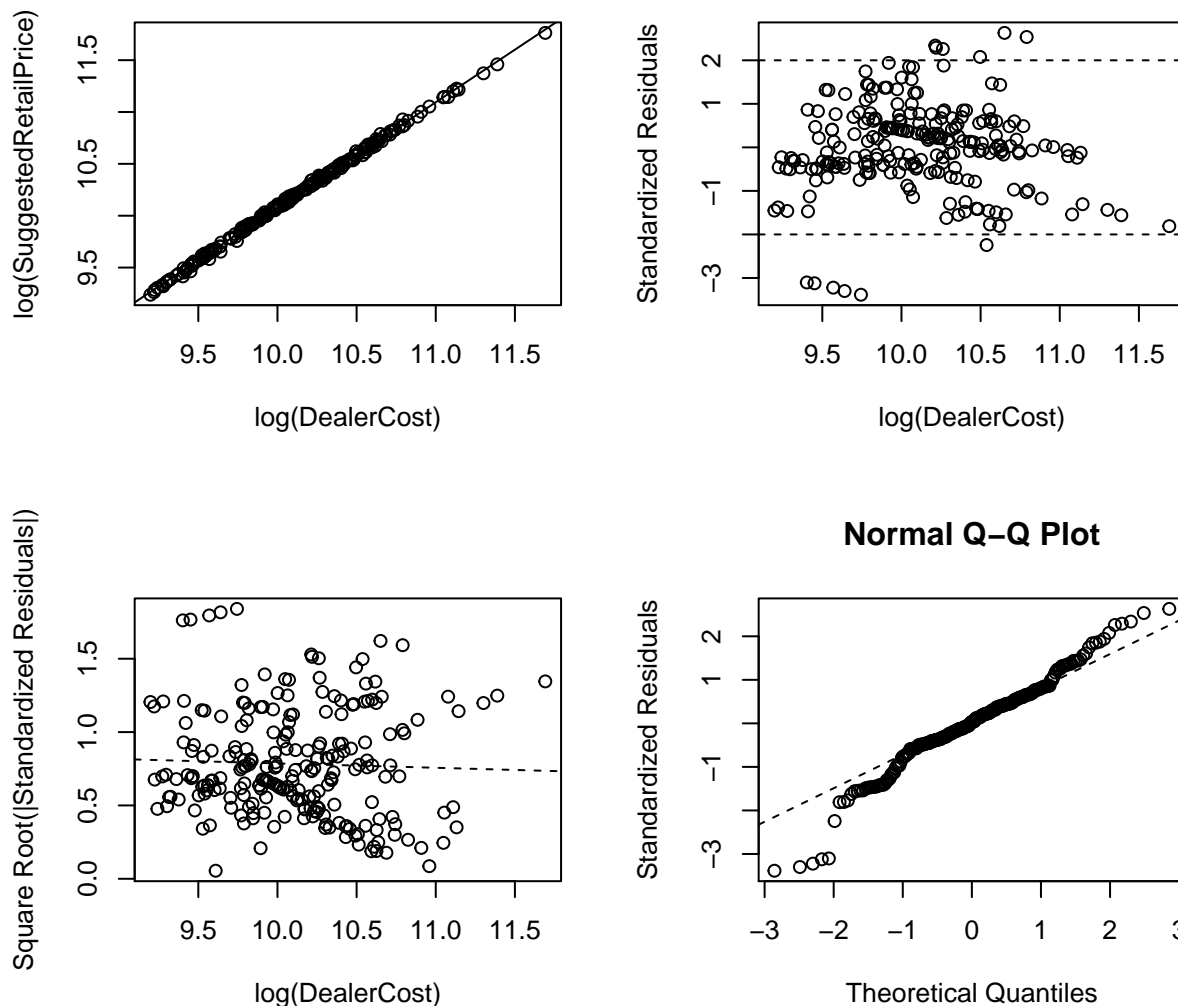 log(SuggestedRetailPrice)
11.5
10.5
9.5
9.5 10.0 10.5 11.0 11.5
log(DealerCost)
Standardized Residuals
2
1
−1
−3
9.5 10.0 10.5 11.0 11.5
log(DealerCost)
Square Root(|Standardized Residuals|)
1.5
1.0
0.5
0.0
9.5 10.0 10.5 11.0 11.5
log(DealerCost)
Normal Q−Q Plot
Standardized Residuals
2
1
−1
−3
−3 −2 −1 0 1 2 3
Theoretical Quantiles